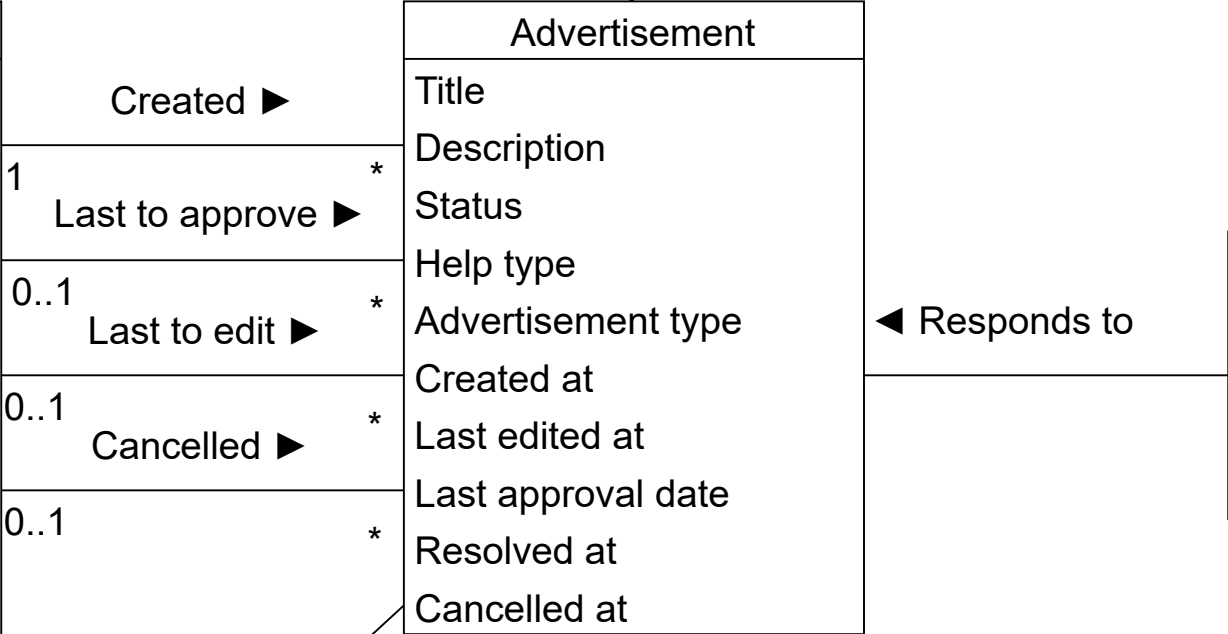 Advertisement
Title
Description
Status
Help type
Advertisement type
Created at
Last edited at
Last approval date
Resolved at
Cancelled at
Created ►
1 *
Last to approve ►
0..1 *
Last to edit ►
0..1 *
Cancelled ►
0..1 *
◄ Responds to